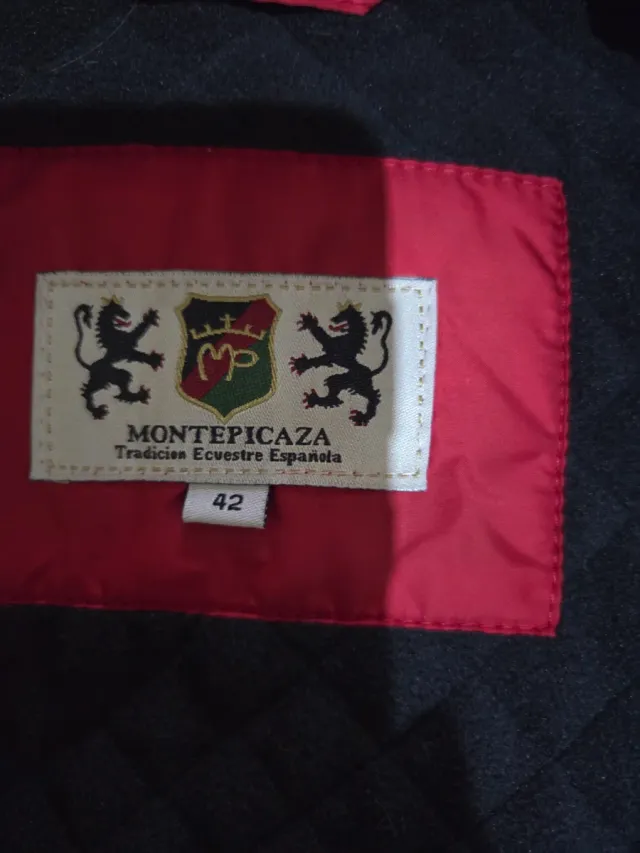 MP
MONTEPICAZA
Tradicion Ecvestre Española
42